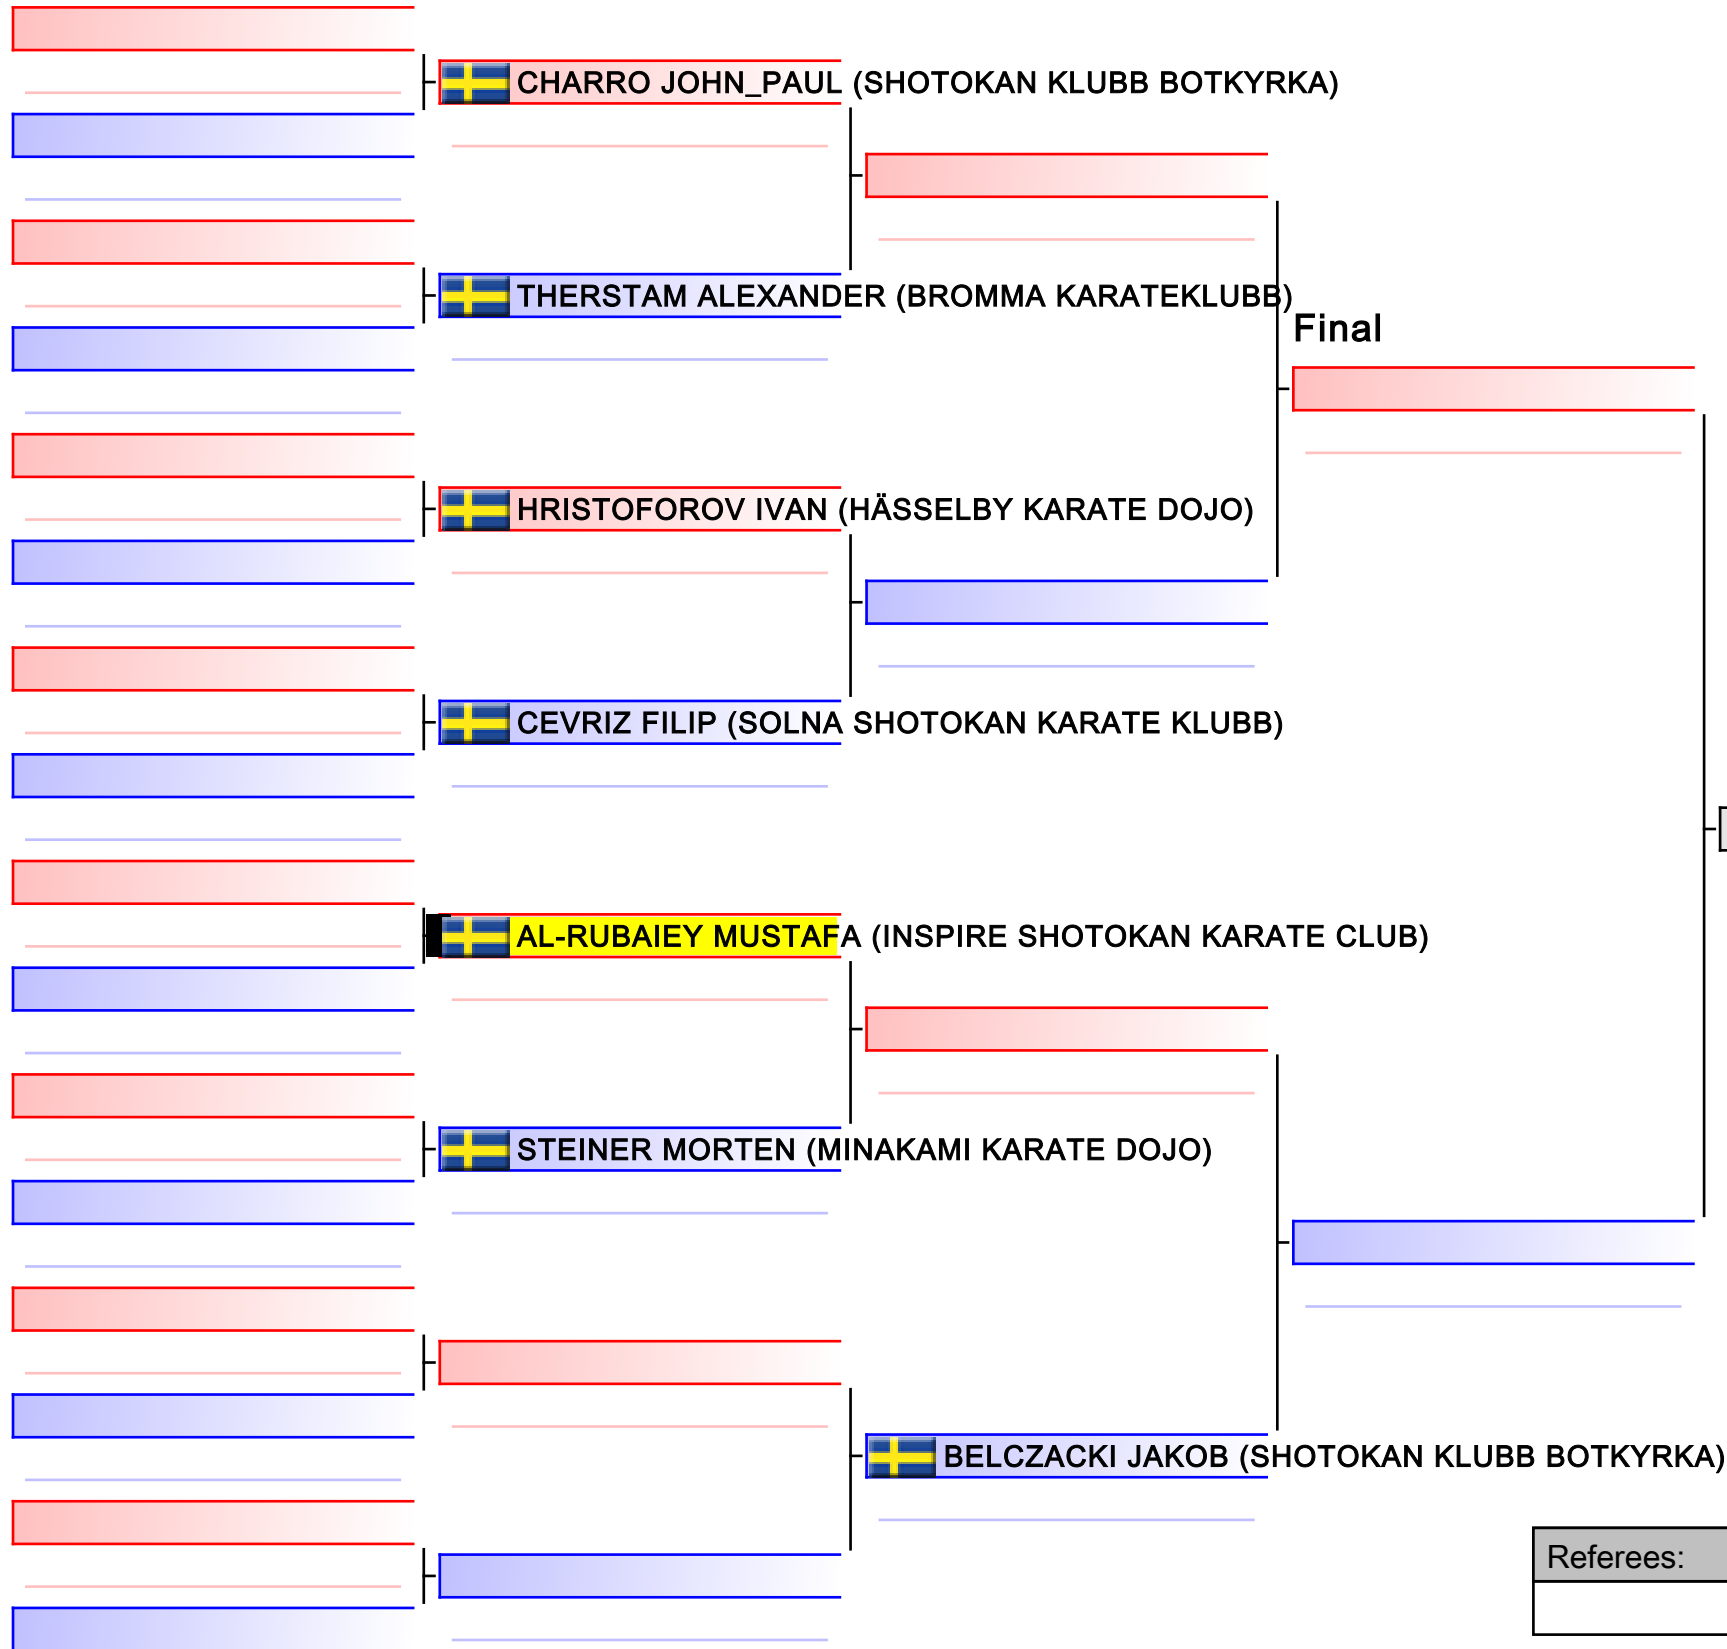 CHARRO JOHN_PAUL (SHOTOKAN KLUBB BOTKYRKA)
THERSTAM ALEXANDER (BROMMA KARATEKLUBB)
Final
HRISTOFOROV IVAN (HÄSSELBY KARATE DOJO)
CEVRIZ FILIP (SOLNA SHOTOKAN KARATE KLUBB)
AL-RUBAIEY MUSTAFA (INSPIRE SHOTOKAN KARATE CLUB)
STEINER MORTEN (MINAKAMI KARATE DOJO)
BELCZACKI JAKOB (SHOTOKAN KLUBB BOTKYRKA)
Referees: